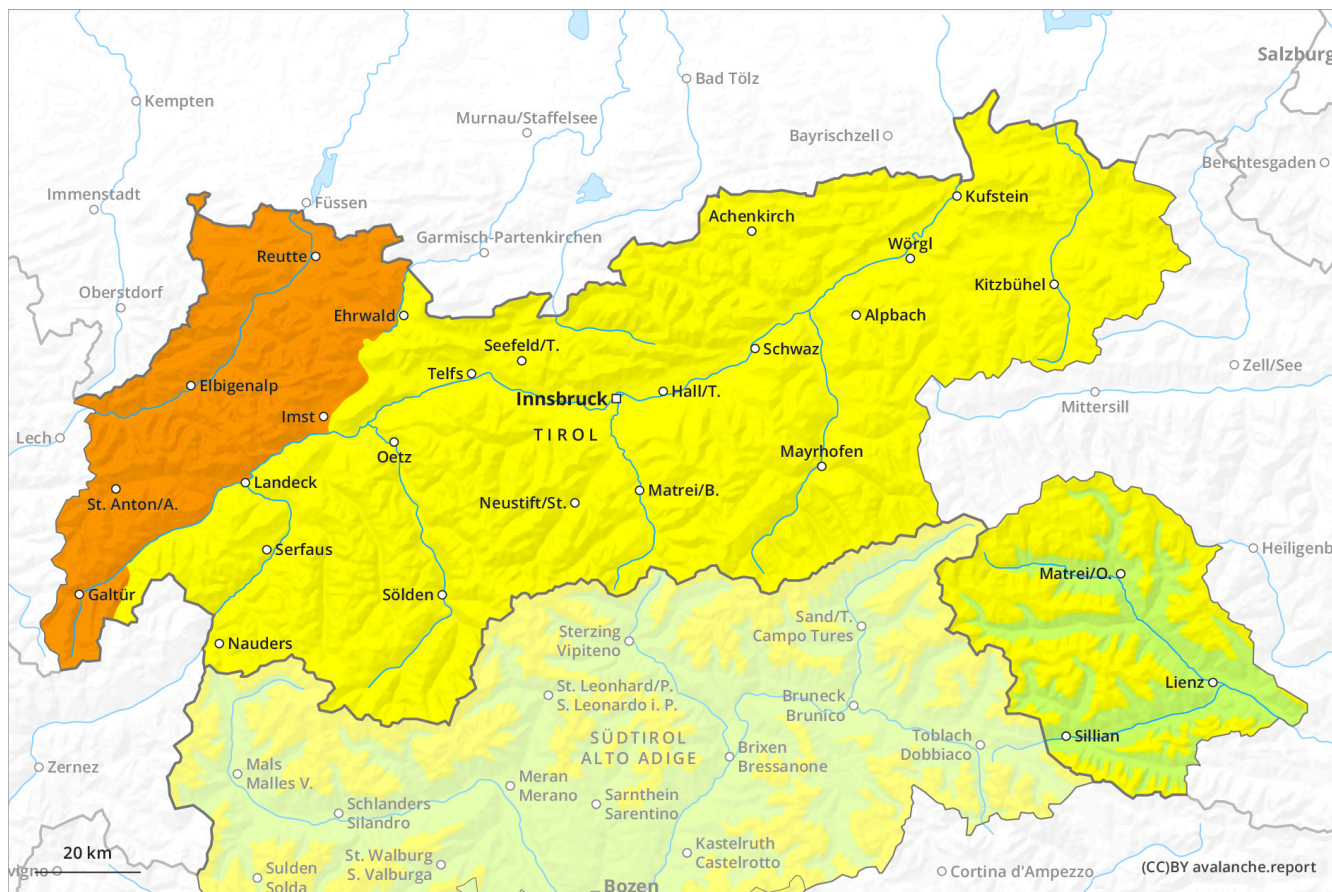 Salzburg
Bad Tölz
Kempten
Murnau/Staffelsee
Bayrischzell
Berchtesgaden
Immenstadt
Füssen
Kufstein
Achenkirch
Garmisch-Partenkirchen
Wörgl
Reutte
Kitzbühel
Oberstdorf
Ehrwald
Alpbach
Seefeld/T.
Schwaz
Zell/See
Telfs
Elbigenalp
Innsbruck
Hall/T.
Mittersill
Imst
TIROL
Lech
Oetz
Mayrhofen
Landeck
Matrei/B.
St. Anton/A.
Neustift/St.
Serfaus
Heiligenb
Matrei/O.
Galtür
Sölden
Sand/T.
Campo Tures
Sterzing
Vipiteno
Nauders
Lienz
St. Leonhard/P.
S. Leonardo i. P.
Bruneck
Brunico
Sillian
SÜDTIROL
ALTO ADIGE
Toblach
Dobbiaco
Brixen
Bressanone
Zernez
Mals
Malles V.
Meran
Merano
Sarnthein
Sarentino
Schlanders
Silandro
Kastelruth
Castelrotto
20 km
St. Walburg
S. Valburga
vigno
Sulden
Solda
Cortina d'Ampezzo
(CC)BY avalanche.report
Bozen